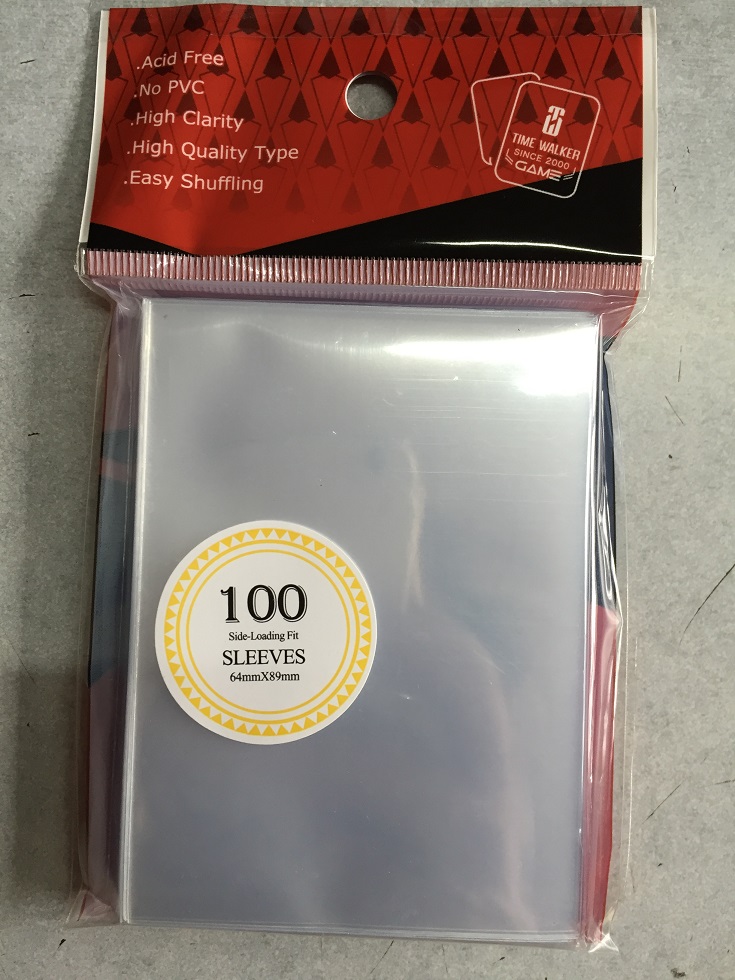 .Acid Free
.No PVC
.High Clarity
.High Quality Type
.Easy Shuffling
TIME WALKER
SINCE 2000
GAME
100
Side-Loading Fit
SLEEVES
64mmX89mm